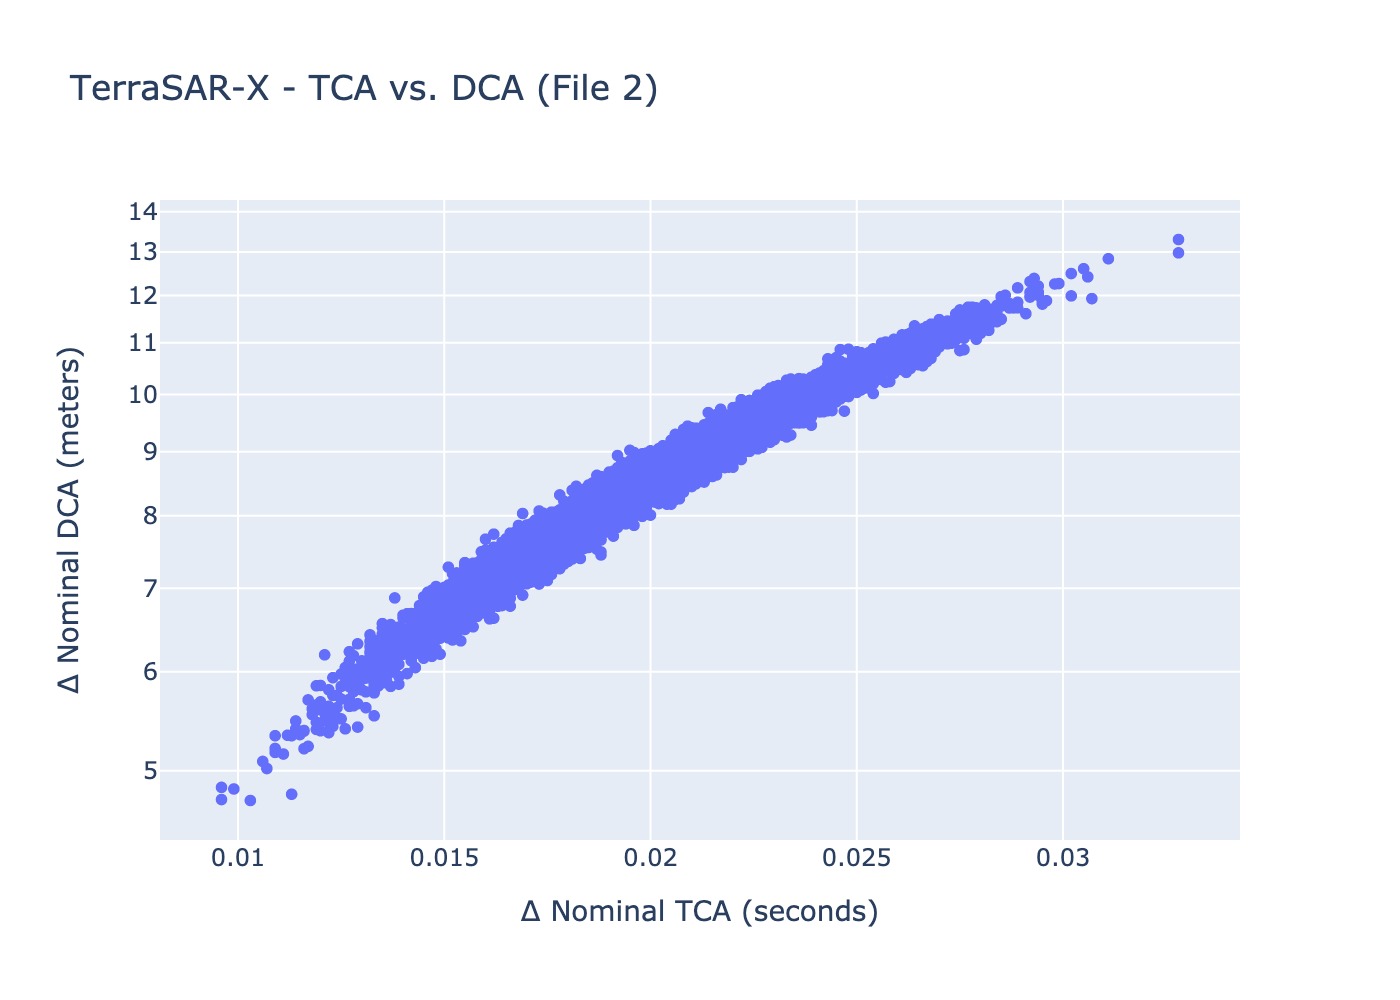 TerraSAR-X - TCA vs. DCA (File 2)
14
13
12
11
10
9
8
7
6
5
Δ Nominal DCA (meters)
0.01 0.015 0.02 0.025 0.03
Δ Nominal TCA (seconds)